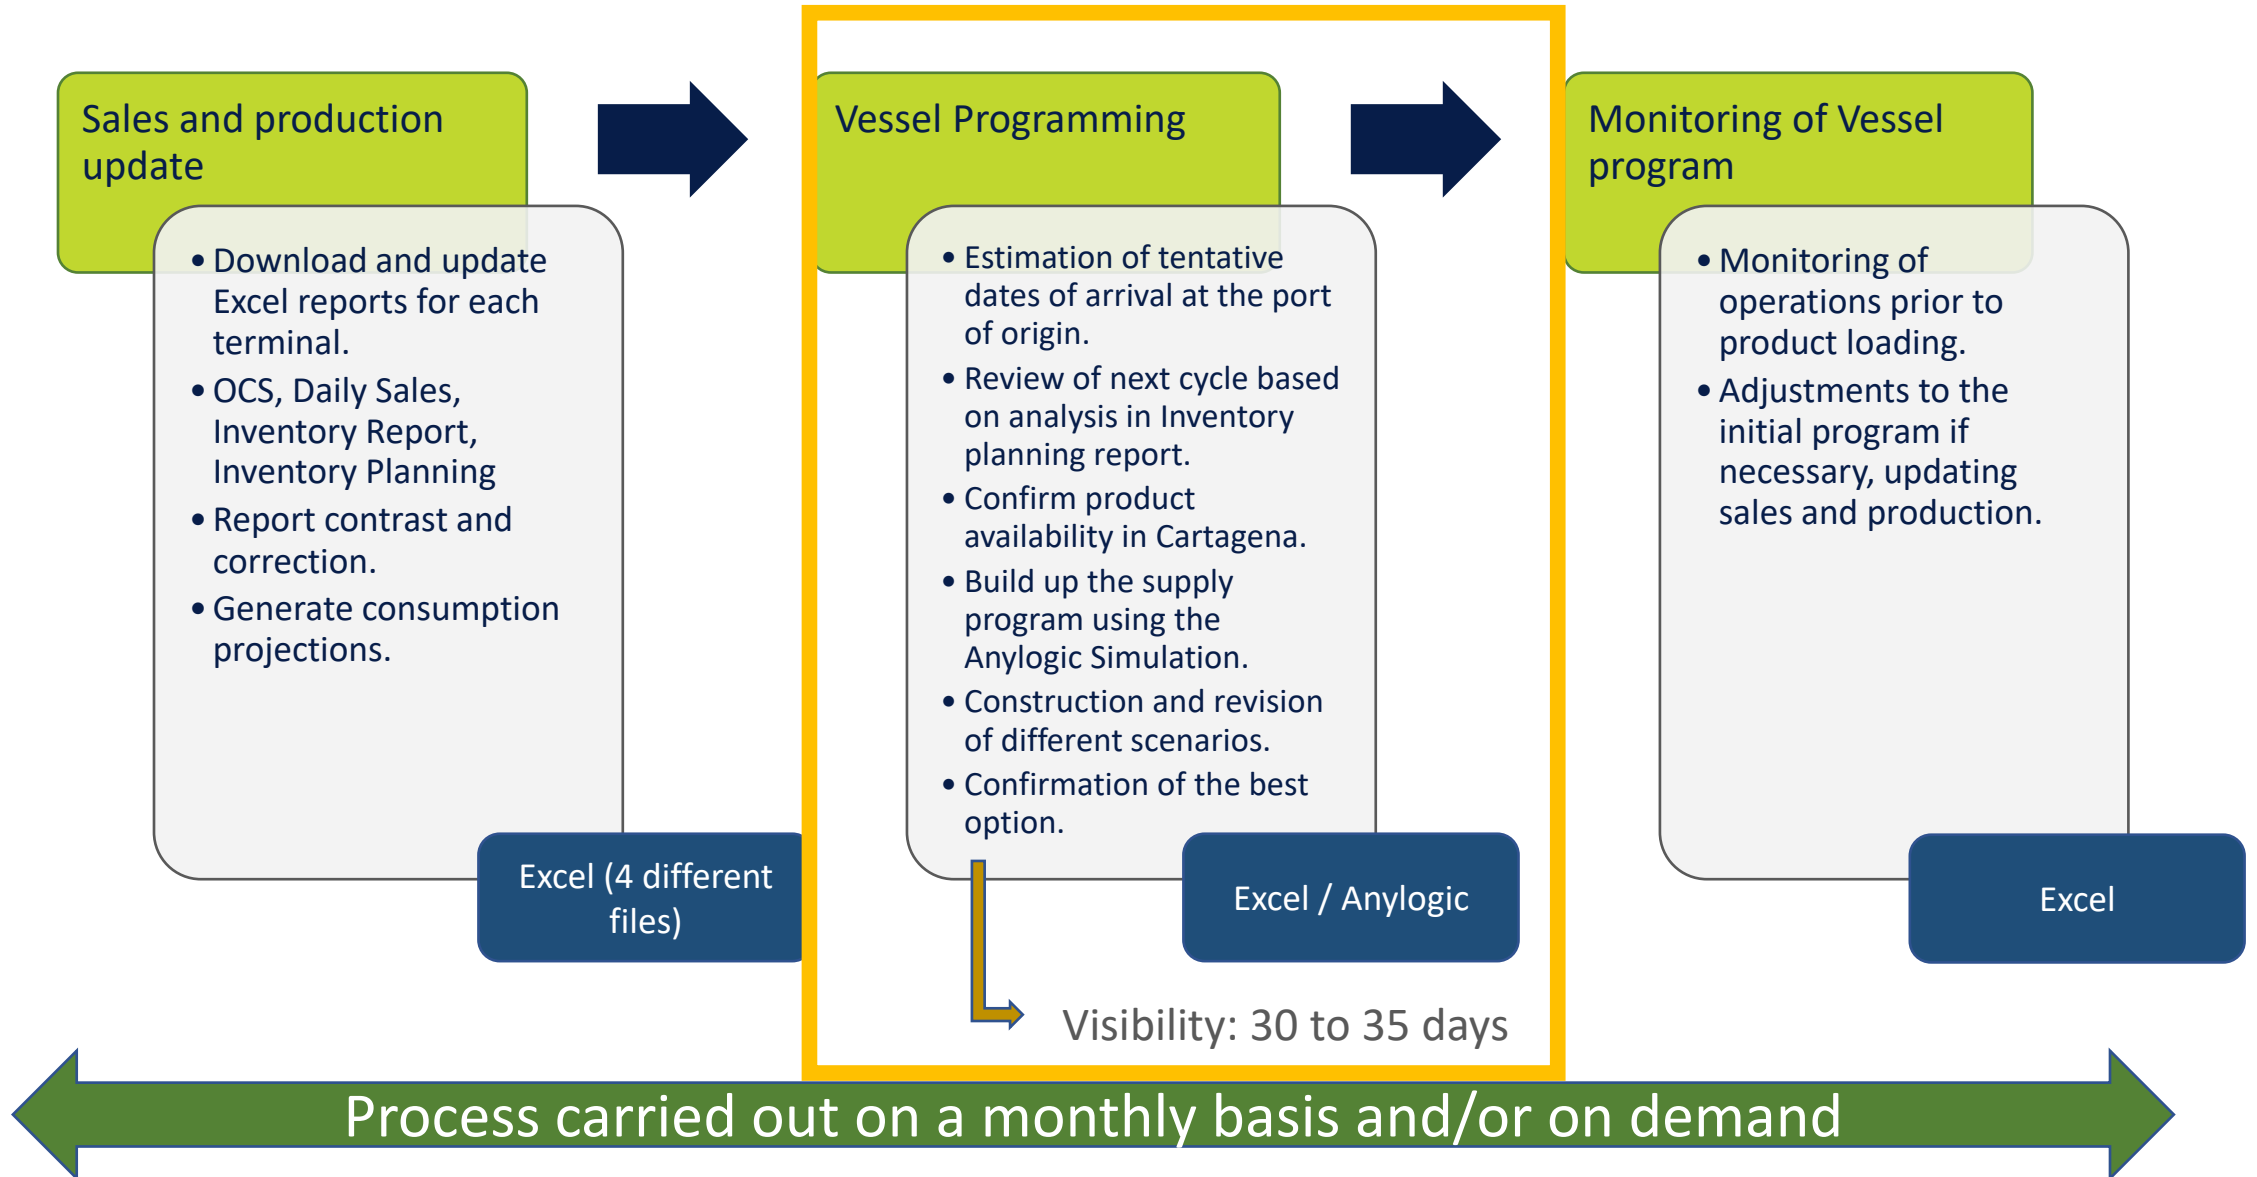 Sales and production
update
• Download and update
Excel reports for each
terminal.
• OCS, Daily Sales,
Inventory Report,
Inventory Planning
• Report contrast and
correction.
• Generate consumption
projections.
Excel (4 different
files)
Vessel Programming
• Estimation of tentative
dates of arrival at the port
of origin.
• Review of next cycle based
on analysis in Inventory
planning report.
• Confirm product
availability in Cartagena.
• Build up the supply
program using the
Anylogic Simulation.
• Construction and revision
of different scenarios.
• Confirmation of the best
option.
Excel / Anylogic
Visibility: 30 to 35 days
Monitoring of Vessel
program
• Monitoring of
operations prior to
product loading.
• Adjustments to the
initial program if
necessary, updating
sales and production.
Excel
Process carried out on a monthly basis and/or on demand